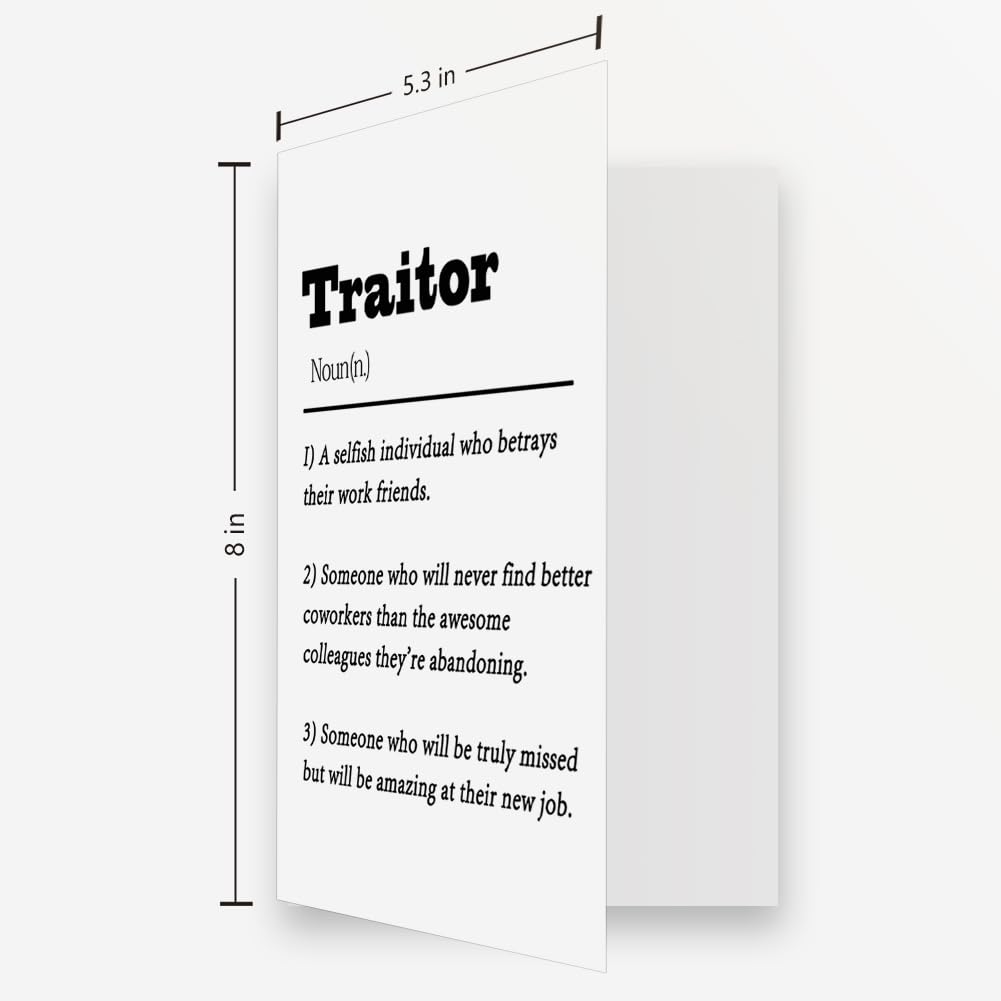 5.3 in
8 in
Traitor
Noun(n.)
1) A selfish individual who betrays
their work friends.
2) Someone who will never find better
coworkers than the awesome
colleagues they’re abandoning.
3) Someone who will be truly missed
but will be amazing at their new job.